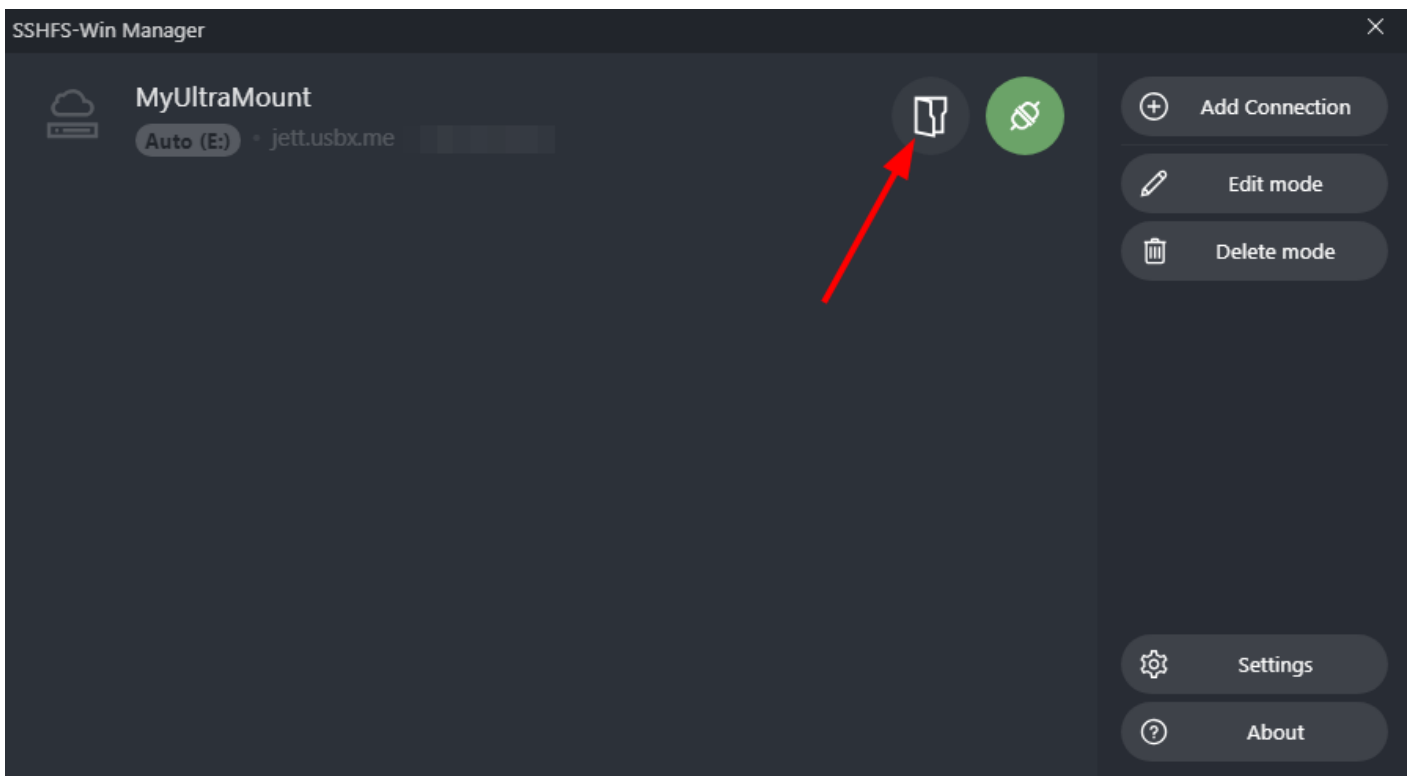 SSHFS-Win Manager
MyUltraMount
Auto (E:) • jett.usbx.me
Add Connection
Edit mode
Delete mode
Settings
About